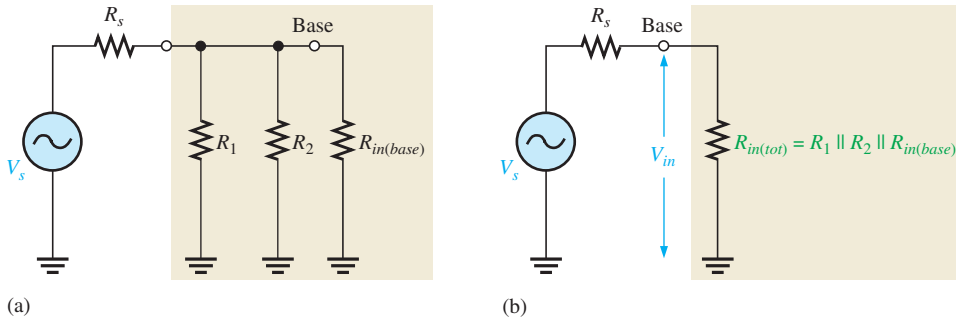 R_s
Base
R_1
R_2
R_in(base)
V_s
(a)
R_s
Base
V_in
R_in(tot) = R_1 || R_2 || R_in(base)
V_s
(b)